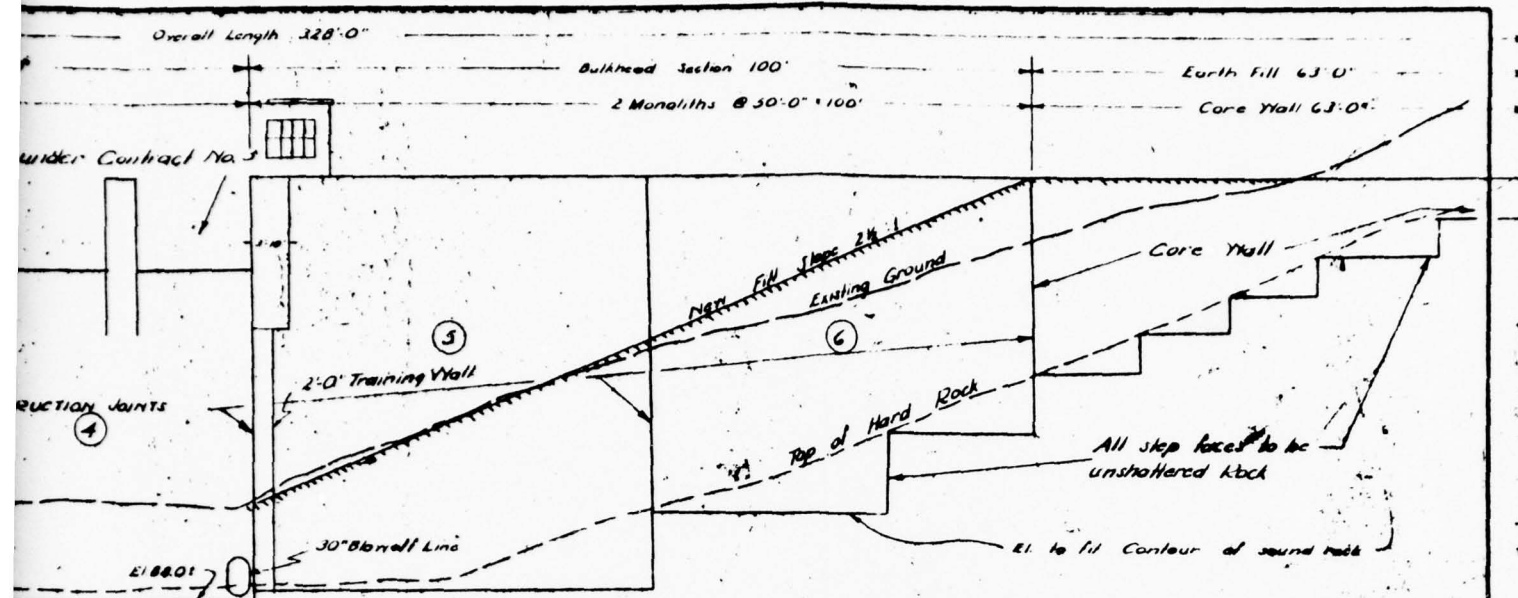 Overall Length 328'-0"
Bulkhead Section 100'
Earth Fill 63'-0"
2 Monoliths @ 50'-0" = 100'
Core Wall 63'-0"
under Contract No.
New Fill Slope 2½ 1
Existing Ground
Core Wall
5
6
2'-0" Training Wall
RUCTION JOINTS
4
Top of Hard Rock
All step faces to be
unshattered Rock
30" Blowoff Line
El. to fit Contour of sound rock